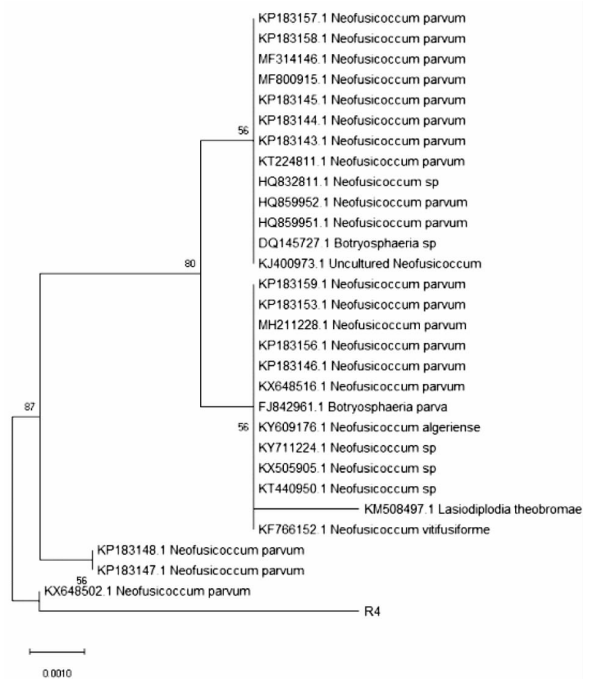 KP183157.1 Neofusicoccum parvum
KP183158.1 Neofusicoccum parvum
MF314146.1 Neofusicoccum parvum
MF800915.1 Neofusicoccum parvum
KP183145.1 Neofusicoccum parvum
KP183144.1 Neofusicoccum parvum
56
KP183143.1 Neofusicoccum parvum
KT224811.1 Neofusicoccum parvum
HQ832811.1 Neofusicoccum sp
HQ859952.1 Neofusicoccum parvum
HQ859951.1 Neofusicoccum parvum
DQ145727.1 Botryosphaeria sp
80
KJ400973.1 Uncultured Neofusicoccum
KP183159.1 Neofusicoccum parvum
KP183153.1 Neofusicoccum parvum
MH211228.1 Neofusicoccum parvum
KP183156.1 Neofusicoccum parvum
KP183146.1 Neofusicoccum parvum
KX648516.1 Neofusicoccum parvum
87
FJ842961.1 Botryosphaeria parva
56
KY609176.1 Neofusicoccum algeriense
KY711224.1 Neofusicoccum sp
KX505905.1 Neofusicoccum sp
KT440950.1 Neofusicoccum sp
KM508497.1 Lasiodiplodia theobromae
KF766152.1 Neofusicoccum vitifusiforme
KP183148.1 Neofusicoccum parvum
KP183147.1 Neofusicoccum parvum
56
KX648502.1 Neofusicoccum parvum
R4
0.0010